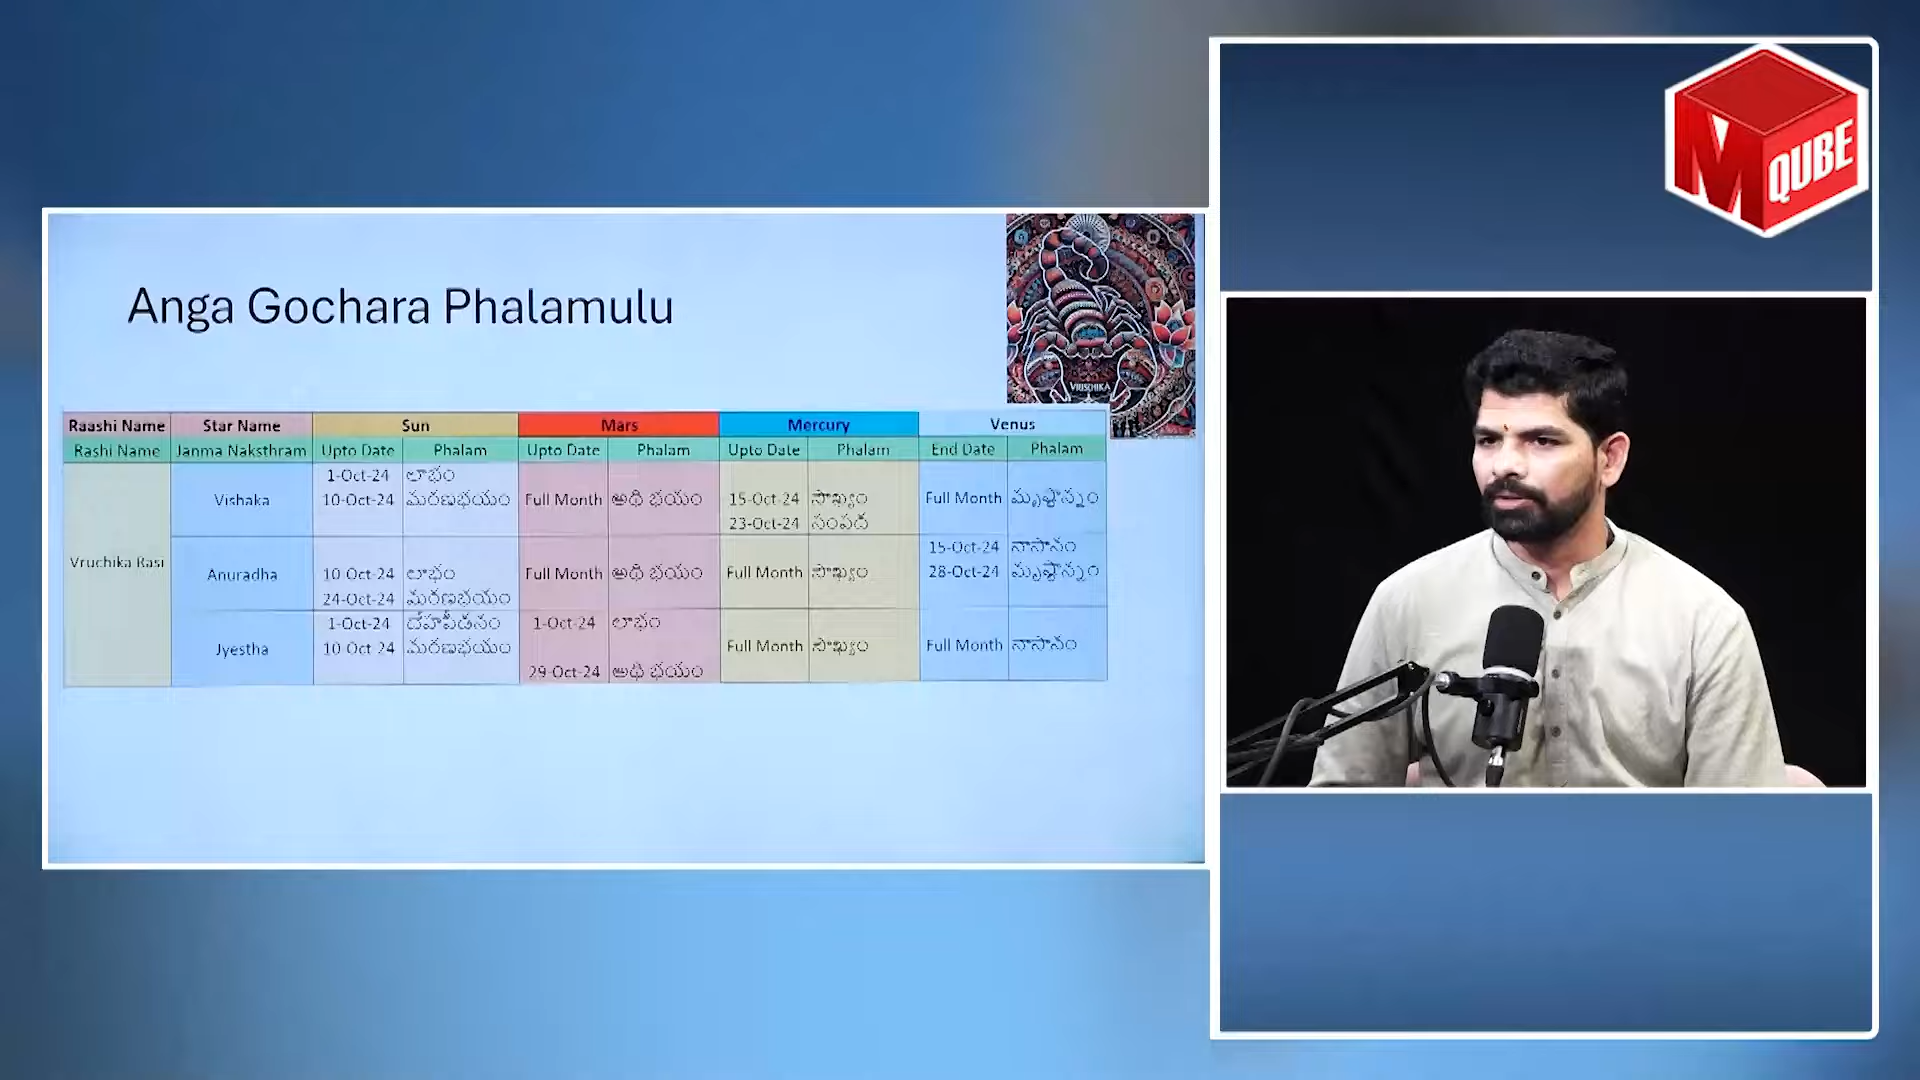 M QUBE
Anga Gochara Phalamulu
VRISCHIKA
Raashi Name Star Name Sun Mars Mercury Venus
Rashi Name Janma Naksthram Upto Date Phalam Upto Date Phalam Upto Date Phalam End Date Phalam
Vruchika Rasi
Vishaka
1-Oct-24 లాభం
10-Oct-24 మరణభయం
Full Month అధి భయం
15-Oct-24 సౌఖ్యం
23-Oct-24 సంపద
Full Month మృష్టాన్నం
Anuradha
10-Oct-24 లాభం
24-Oct-24 మరణభయం
Full Month అధి భయం
Full Month సౌఖ్యం
15-Oct-24 నాసానం
28-Oct-24 మృష్టాన్నం
Jyestha
1-Oct-24 దేహపీడనం
10-Oct-24 మరణభయం
1-Oct-24 లాభం
29-Oct-24 అధి భయం
Full Month సౌఖ్యం
Full Month నాసానం